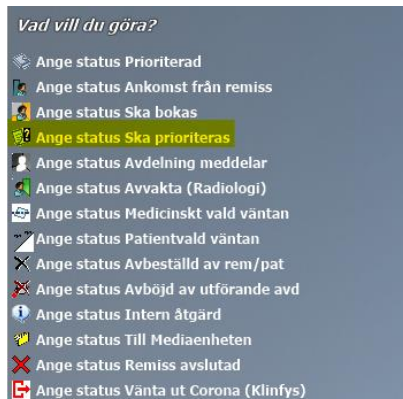 Vad vill du göra?
Ange status Prioriterad
Ange status Ankomst från remiss
Ange status Ska bokas
Ange status Ska prioriteras
Ange status Avdelning meddelar
Ange status Avvakta (Radiologi)
Ange status Medicinskt vald väntan
Ange status Patientvald väntan
Ange status Avbeställd av rem/pat
Ange status Avböjd av utförande avd
Ange status Intern åtgärd
Ange status Till Mediaenheten
Ange status Remiss avslutad
Ange status Vänta ut Corona (Klinfys)